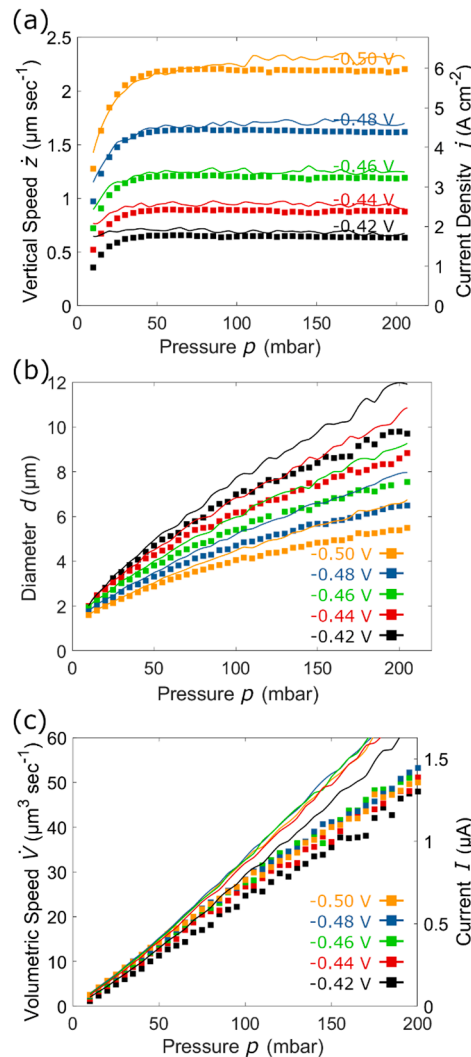 (a)
2.5
2
1.5
1
0.5
0
Vertical Speed ż (μm sec⁻¹)
-0.50 V
-0.48 V
-0.46 V
-0.44 V
-0.42 V
6
5
4
3
2
1
0
Current Density j (A cm⁻²)
0 50 100 150 200
Pressure p (mbar)
(b)
12
10
8
6
4
2
0
Diameter d (μm)
-0.50 V
-0.48 V
-0.46 V
-0.44 V
-0.42 V
0 50 100 150 200
Pressure p (mbar)
(c)
60
50
40
30
20
10
0
Volumetric Speed V̇ (μm³ sec⁻¹)
-0.50 V
-0.48 V
-0.46 V
-0.44 V
-0.42 V
1.5
1
0.5
0
Current I (μA)
0 50 100 150 200
Pressure p (mbar)